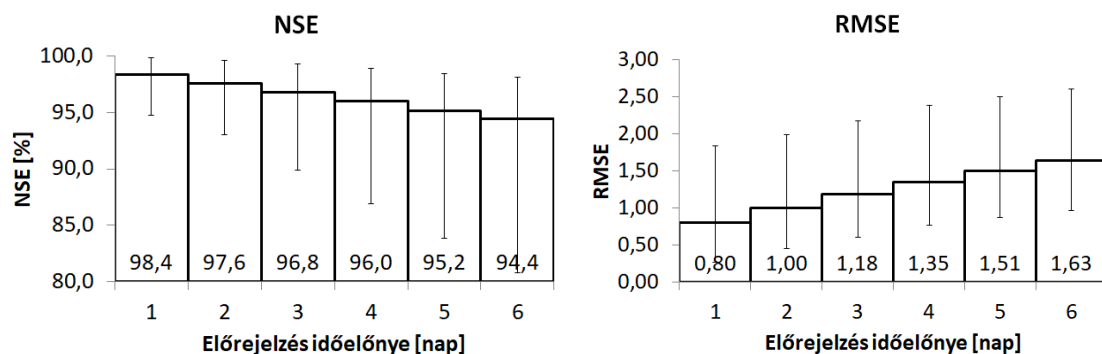 NSE
100,0
95,0
90,0
85,0
80,0
NSE [%]
98,4 97,6 96,8 96,0 95,2 94,4
1 2 3 4 5 6
Előrejelzés időelőnye [nap]
RMSE
3,00
2,50
2,00
1,50
1,00
0,50
0,00
RMSE
0,80 1,00 1,18 1,35 1,51 1,63
1 2 3 4 5 6
Előrejelzés időelőnye [nap]